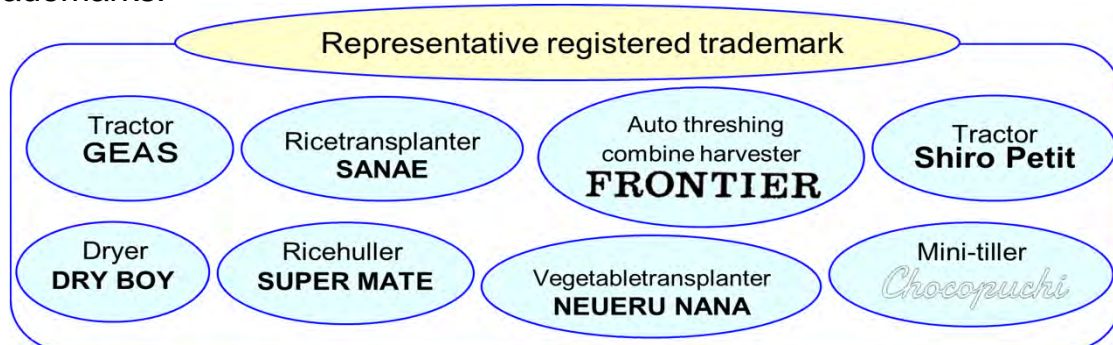 Representative registered trademark
Tractor
GEAS
Ricetransplanter
SANAE
Auto threshing
combine harvester
FRONTIER
Tractor
Shiro Petit
Dryer
DRY BOY
Ricehuller
SUPER MATE
Vegetabletransplanter
NEUERU NANA
Mini-tiller
Chocopuchi